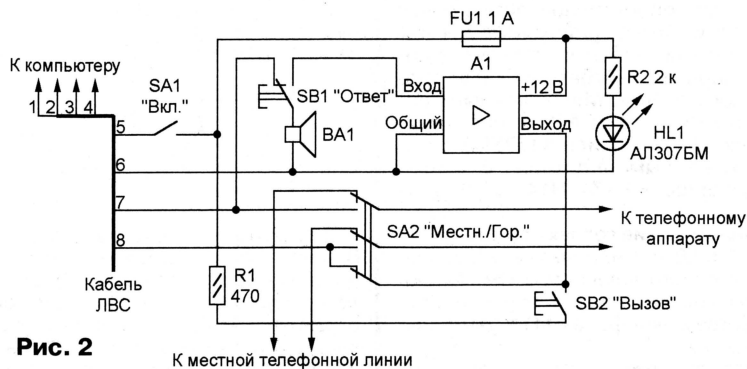 FU1 1 А
К компьютеру
SA1
"Вкл."
1 2 3 4
A1
R2 2 к
SB1 "Ответ"
Вход
+12 В
5
BA1
Общий
Выход
HL1
АЛ307БМ
6
7
К телефонному
аппарату
SA2 "Местн./Гор."
8
Кабель
ЛВС
R1
470
SB2 "Вызов"
Рис. 2
К местной телефонной линии